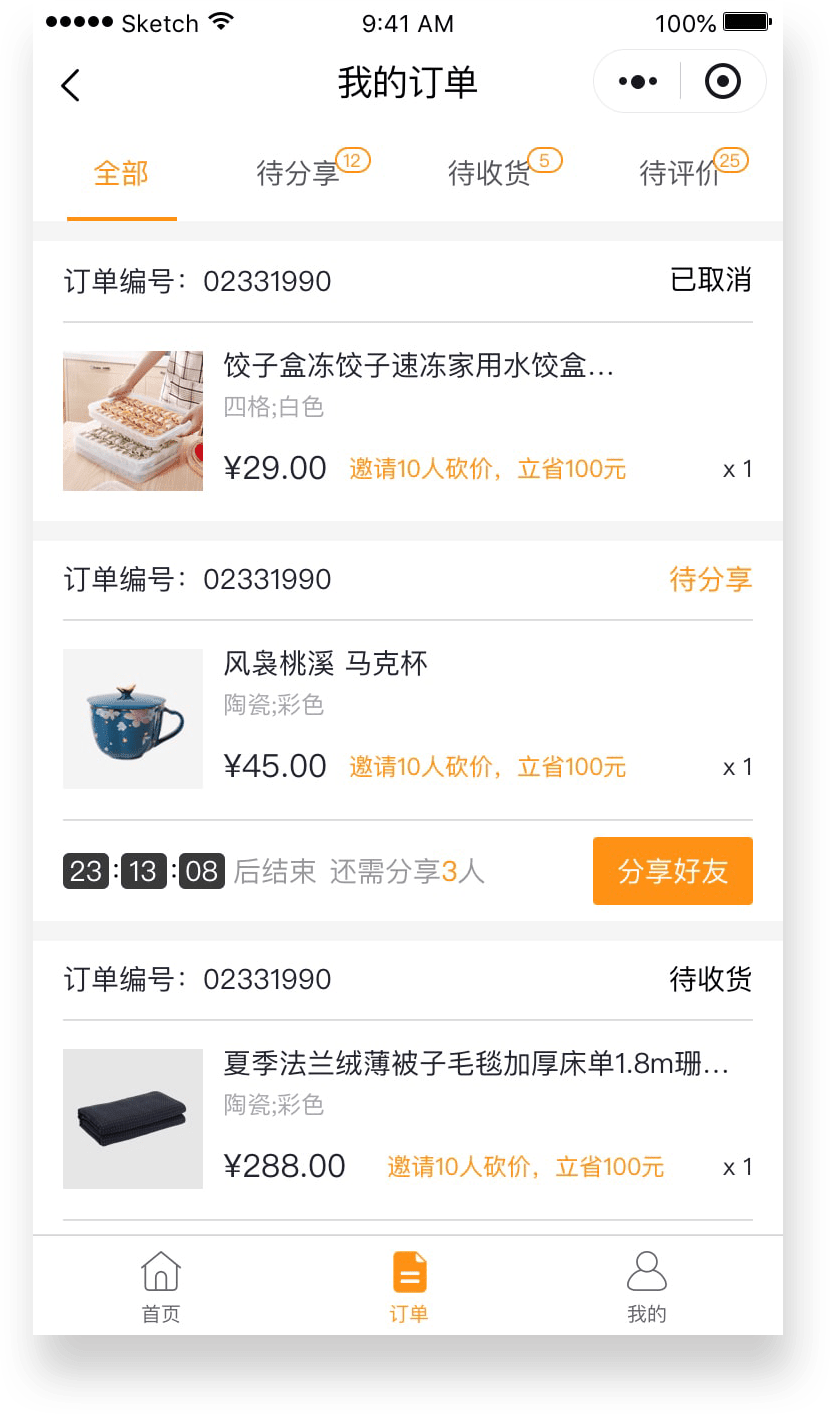 Sketch 9:41 AM 100%
我的订单
全部 待分享 12 待收货 5 待评价 25
订单编号：02331990 已取消
饺子盒冻饺子速冻家用水饺盒...
四格;白色
¥29.00 邀请10人砍价，立省100元 x 1
订单编号：02331990 待分享
风袅桃溪 马克杯
陶瓷;彩色
¥45.00 邀请10人砍价，立省100元 x 1
23:13:08 后结束 还需分享3人 分享好友
订单编号：02331990 待收货
夏季法兰绒薄被子毛毯加厚床单1.8m珊...
陶瓷;彩色
¥288.00 邀请10人砍价，立省100元 x 1
首页 订单 我的